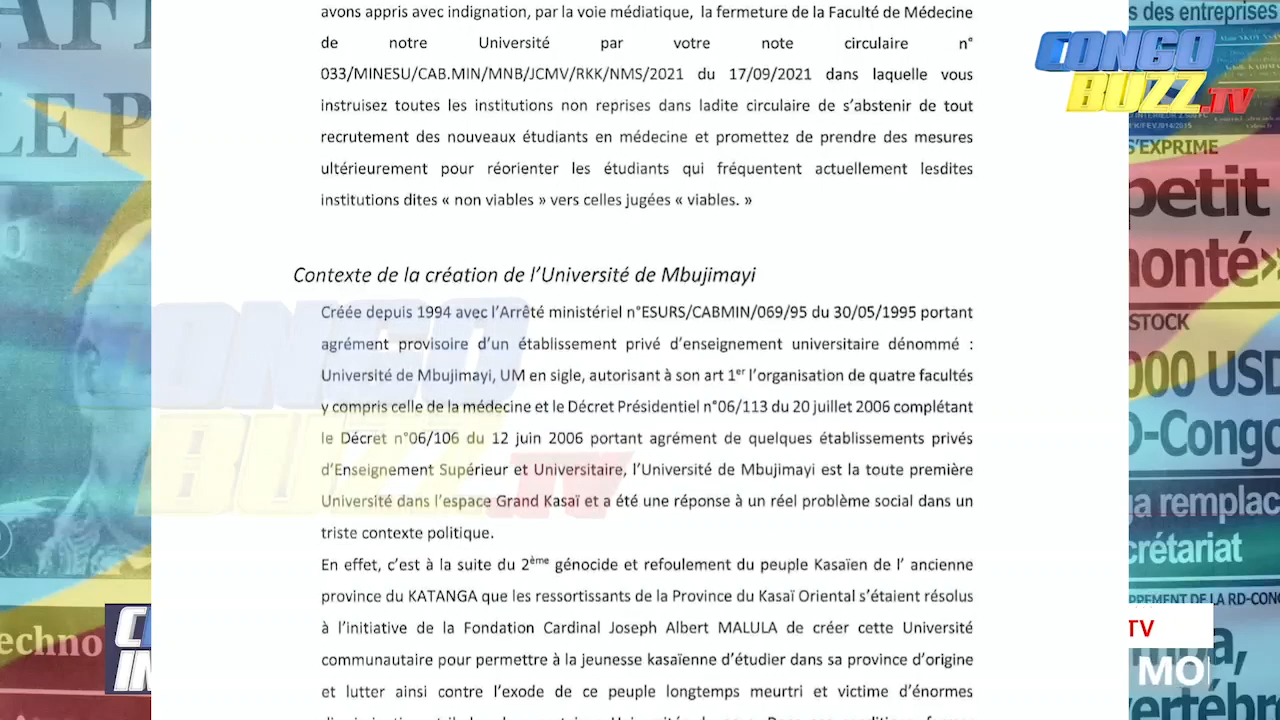 avons appris avec indignation, par la voie médiatique, la fermeture de la Faculté de Médecine
de notre Université par votre note circulaire n°
033/MINESU/CAB.MIN/MNB/JCMV/RKK/NMS/2021 du 17/09/2021 dans laquelle vous
instruisez toutes les institutions non reprises dans ladite circulaire de s’abstenir de tout
recrutement des nouveaux étudiants en médecine et promettez de prendre des mesures
ultérieurement pour réorienter les étudiants qui fréquentent actuellement lesdites
institutions dites « non viables » vers celles jugées « viables. »
Contexte de la création de l’Université de Mbujimayi
Créée depuis 1994 avec l’Arrêté ministériel n°ESURS/CABMIN/069/95 du 30/05/1995 portant
agrément provisoire d’un établissement privé d’enseignement universitaire dénommé :
Université de Mbujimayi, UM en sigle, autorisant à son art 1er l’organisation de quatre facultés
y compris celle de la médecine et le Décret Présidentiel n°06/113 du 20 juillet 2006 complétant
le Décret n°06/106 du 12 juin 2006 portant agrément de quelques établissements privés
d’Enseignement Supérieur et Universitaire, l’Université de Mbujimayi est la toute première
Université dans l’espace Grand Kasaï et a été une réponse à un réel problème social dans un
triste contexte politique.
En effet, c’est à la suite du 2ème génocide et refoulement du peuple Kasaïen de l’ ancienne
province du KATANGA que les ressortissants de la Province du Kasaï Oriental s’étaient résolus
à l’initiative de la Fondation Cardinal Joseph Albert MALULA de créer cette Université
communautaire pour permettre à la jeunesse kasaïenne d’étudier dans sa province d’origine
et lutter ainsi contre l’exode de ce peuple longtemps meurtri et victime d’énormes
CONGO
BUZZ.TV
CONGO
BUZZ.TV
s des entreprises
S'EXPRIME
petit
monté»
STOCK
000 USD
D-Congo
a remplac
crétariat
PPEMENT DE LA RD-CONG
TV
MO
echno